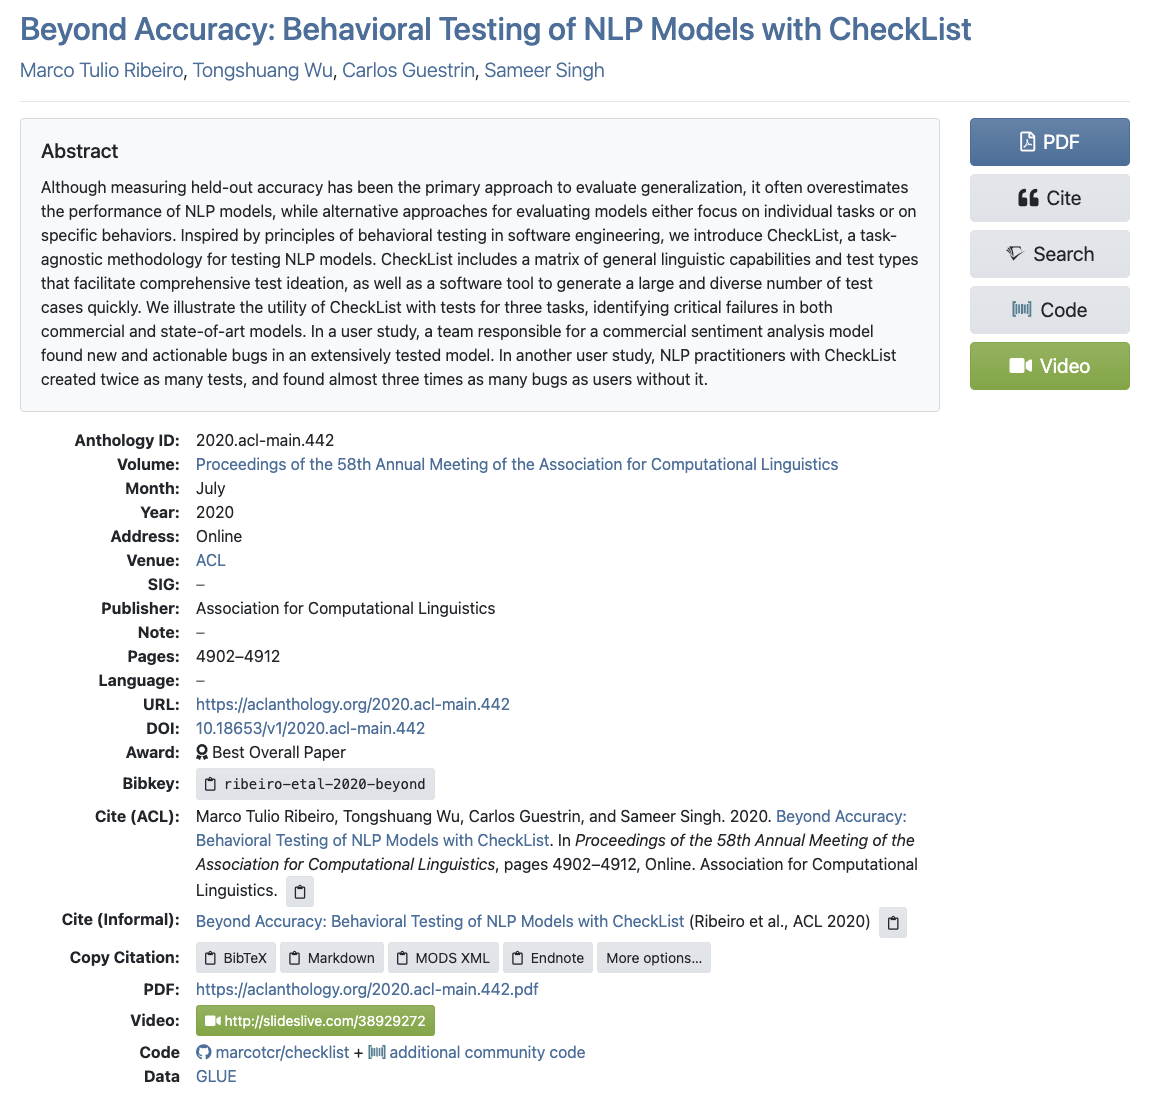 Beyond Accuracy: Behavioral Testing of NLP Models with CheckList
Marco Tulio Ribeiro, Tongshuang Wu, Carlos Guestrin, Sameer Singh
Abstract
Although measuring held-out accuracy has been the primary approach to evaluate generalization, it often overestimates
the performance of NLP models, while alternative approaches for evaluating models either focus on individual tasks or on
specific behaviors. Inspired by principles of behavioral testing in software engineering, we introduce CheckList, a task-
agnostic methodology for testing NLP models. CheckList includes a matrix of general linguistic capabilities and test types
that facilitate comprehensive test ideation, as well as a software tool to generate a large and diverse number of test
cases quickly. We illustrate the utility of CheckList with tests for three tasks, identifying critical failures in both
commercial and state-of-art models. In a user study, a team responsible for a commercial sentiment analysis model
found new and actionable bugs in an extensively tested model. In another user study, NLP practitioners with CheckList
created twice as many tests, and found almost three times as many bugs as users without it.
PDF
Cite
Search
Code
Video
Anthology ID: 2020.acl-main.442
Volume: Proceedings of the 58th Annual Meeting of the Association for Computational Linguistics
Month: July
Year: 2020
Address: Online
Venue: ACL
SIG: –
Publisher: Association for Computational Linguistics
Note: –
Pages: 4902–4912
Language: –
URL: https://aclanthology.org/2020.acl-main.442
DOI: 10.18653/v1/2020.acl-main.442
Award: Best Overall Paper
Bibkey: ribeiro-etal-2020-beyond
Cite (ACL): Marco Tulio Ribeiro, Tongshuang Wu, Carlos Guestrin, and Sameer Singh. 2020. Beyond Accuracy:
Behavioral Testing of NLP Models with CheckList. In Proceedings of the 58th Annual Meeting of the
Association for Computational Linguistics, pages 4902–4912, Online. Association for Computational
Linguistics.
Cite (Informal): Beyond Accuracy: Behavioral Testing of NLP Models with CheckList (Ribeiro et al., ACL 2020)
Copy Citation: BibTeX Markdown MODS XML Endnote More options...
PDF: https://aclanthology.org/2020.acl-main.442.pdf
Video: http://slideslive.com/38929272
Code marcotcr/checklist + additional community code
Data GLUE